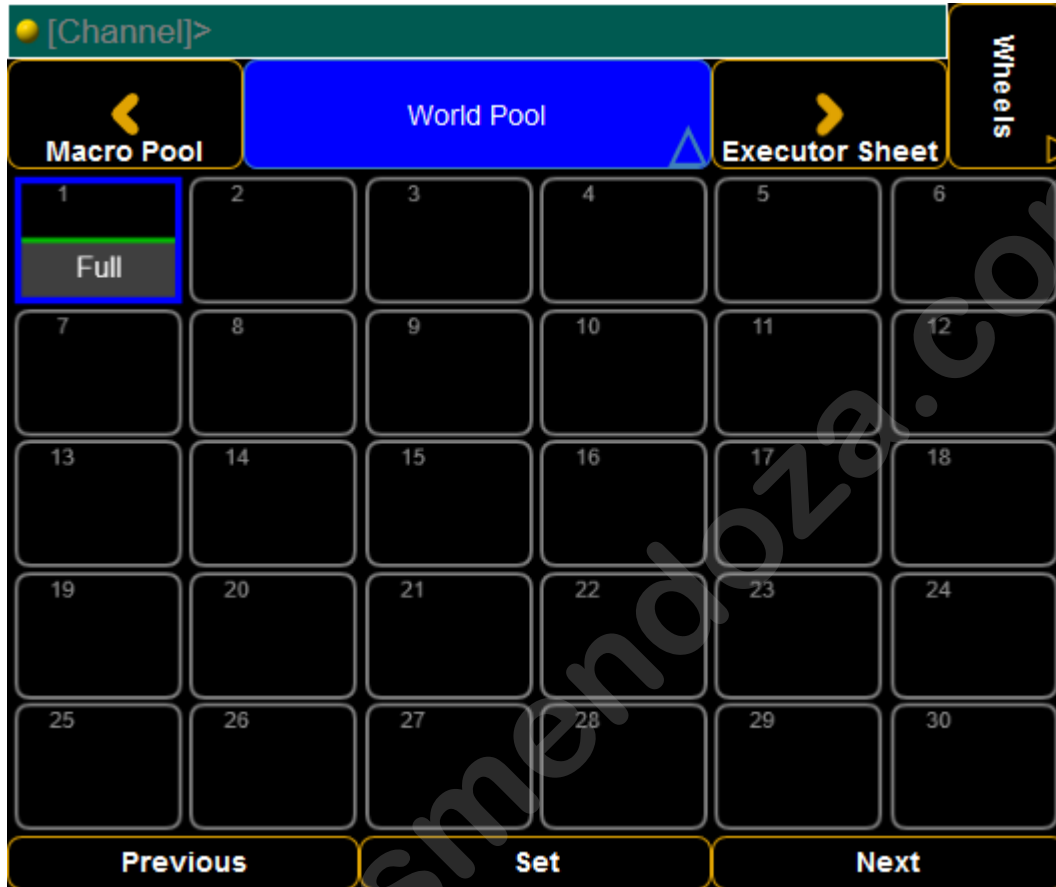 [Channel]>
Wheels
Macro Pool
World Pool
Executor Sheet
1 2 3 4 5 6
Full
7 8 9 10 11 12
13 14 15 16 17 18
19 20 21 22 23 24
25 26 27 28 29 30
Previous Set Next
smendoza.co